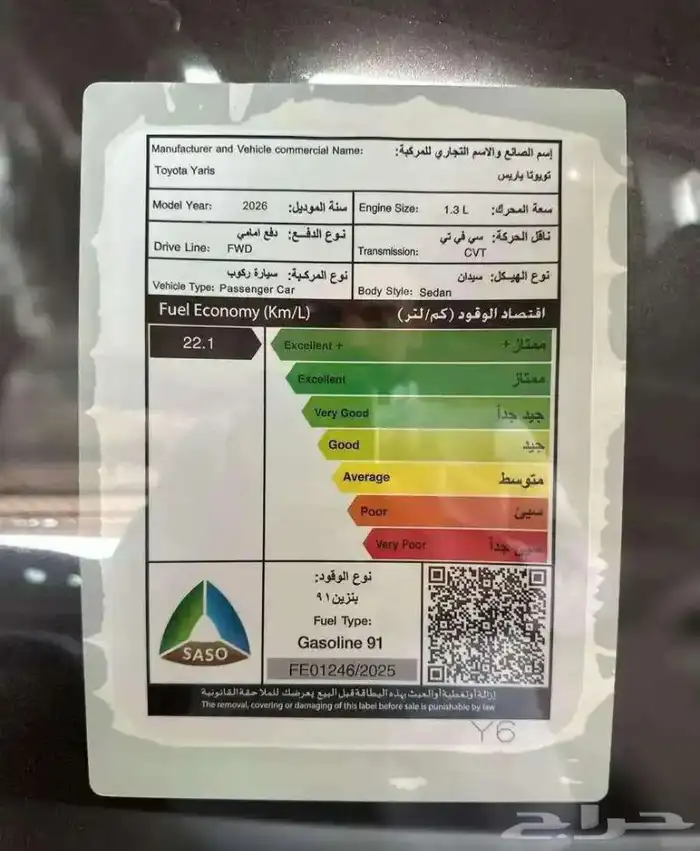 Manufacturer and Vehicle commercial Name: إسم الصانع والاسم التجاري للمركبة:
Toyota Yaris تويوتا ياريس
Model Year: 2026 سنة الموديل:
Engine Size: 1.3 L سعة المحرك:
نوع الدفع: دفع امامي
Drive Line: FWD
ناقل الحركة: سي في تي
Transmission: CVT
نوع المركبة: سيارة ركوب
Vehicle Type: Passenger Car
نوع الهيكل: سيدان
Body Style: Sedan
Fuel Economy (Km/L) اقتصاد الوقود (كم/لتر)
22.1
Excellent + ممتاز +
Excellent ممتاز
Very Good جيد جداً
Good جيد
Average متوسط
Poor سيئ
Very Poor سيئ جداً
SASO
نوع الوقود:
بنزين ٩١
Fuel Type:
Gasoline 91
FE01246/2025
إزالة أو تغطية أو العبث بهذه البطاقة قبل البيع يعرضك للملاحقة القانونية
The removal, covering or damaging of this label before sale is punishable by law
Y6
حراج